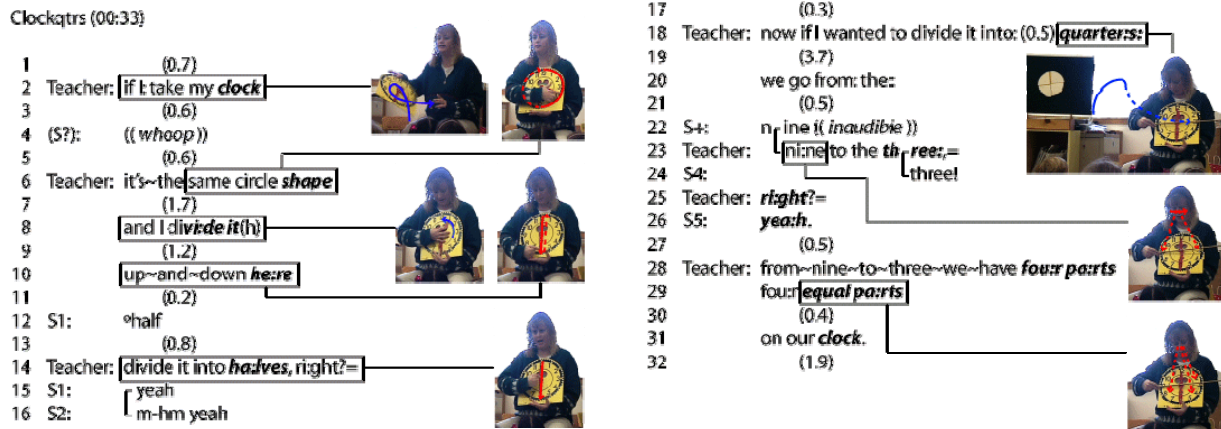 Clockqtrs (00:33)
1 (0.7)
2 Teacher: if I: take my clock
3 (0.6)
4 (S?): (( whoop ))
5 (0.6)
6 Teacher: it's~the same circle shape
7 (1.7)
8 and I divi:de it(h)
9 (1.2)
10 up~and~down he:re
11 (0.2)
12 S1: °half
13 (0.8)
14 Teacher: divide it into ha:lves, ri:ght?=
15 S1: yeah
16 S2: m-hm yeah
17 (0.3)
18 Teacher: now if I wanted to divide it into: (0.5) quarter:s:
19 (3.7)
20 we go from: the::
21 (0.5)
22 S+: n ine (( inaudible ))
23 Teacher: ni:ne to the th ree:,=
24 S4: three!
25 Teacher: ri:ght?=
26 S5: yea:h.
27 (0.5)
28 Teacher: from~nine~to~three~we~have fou:r pa:rts
29 fou:r equal pa:rts
30 (0.4)
31 on our clock.
32 (1.9)